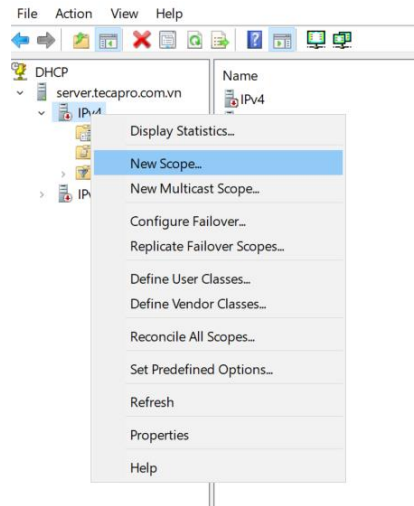 File Action View Help
DHCP
server.tecapro.com.vn
IPv4
Name
IPv4
Display Statistics...
New Scope...
New Multicast Scope...
Configure Failover...
Replicate Failover Scopes...
Define User Classes...
Define Vendor Classes...
Reconcile All Scopes...
Set Predefined Options...
Refresh
Properties
Help